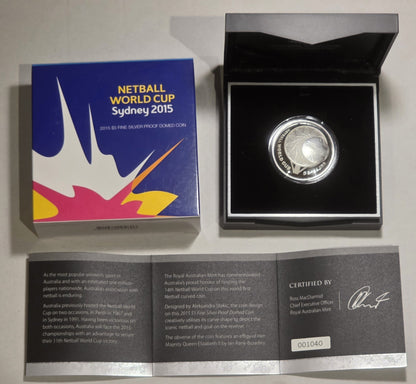 NETBALL
WORLD CUP
Sydney 2015
2015 $5 FINE SILVER PROOF DOMED COIN
As the most popular women's sport in
Australia and with an estimated one million
players nationwide, Australia's association with
netball is enduring.
Australia previously hosted the Netball World
Cup on two occasions, in Perth in 1967 and
in Sydney in 1991. Having been victorious on
both occasions, Australia will face the 2015
championships with an advantage to secure
their 11th Netball World Cup victory.
The Royal Australian Mint has commemorated
Australia's proud honour of hosting the
14th Netball World Cup on this world first
Netball curved coin.
Designed by Aleksandra Stokic, the coin design
on this 2015 $5 Fine Silver Proof Domed Coin
creatively utilises its curve shape to depict the
iconic netball and goal on the reverse.
The obverse of the coin features an effigy of Her
Majesty Queen Elizabeth II by Ian Rank-Broadley.
CERTIFIED BY
Ross MacDiarmid
Chief Executive Officer
Royal Australian Mint
001040